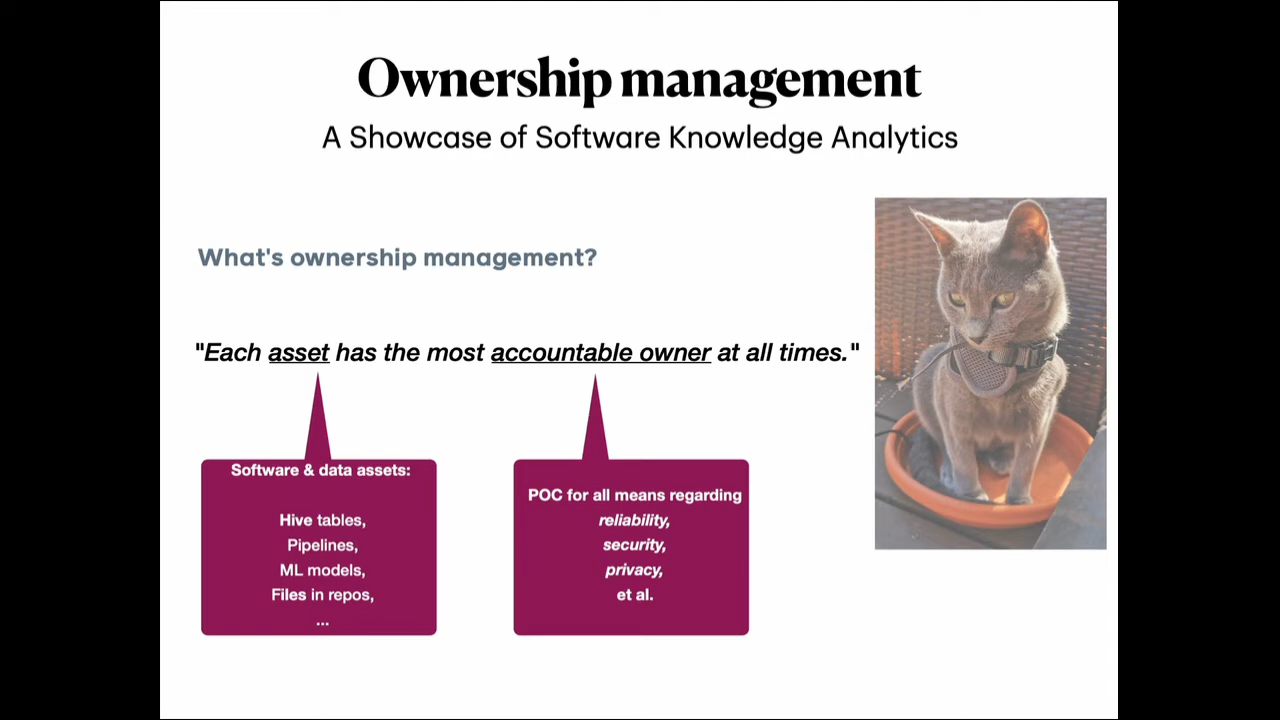 Ownership management
A Showcase of Software Knowledge Analytics
What's ownership management?
"Each asset has the most accountable owner at all times."
Software & data assets:
Hive tables,
Pipelines,
ML models,
Files in repos,
...
POC for all means regarding
reliability,
security,
privacy,
et al.